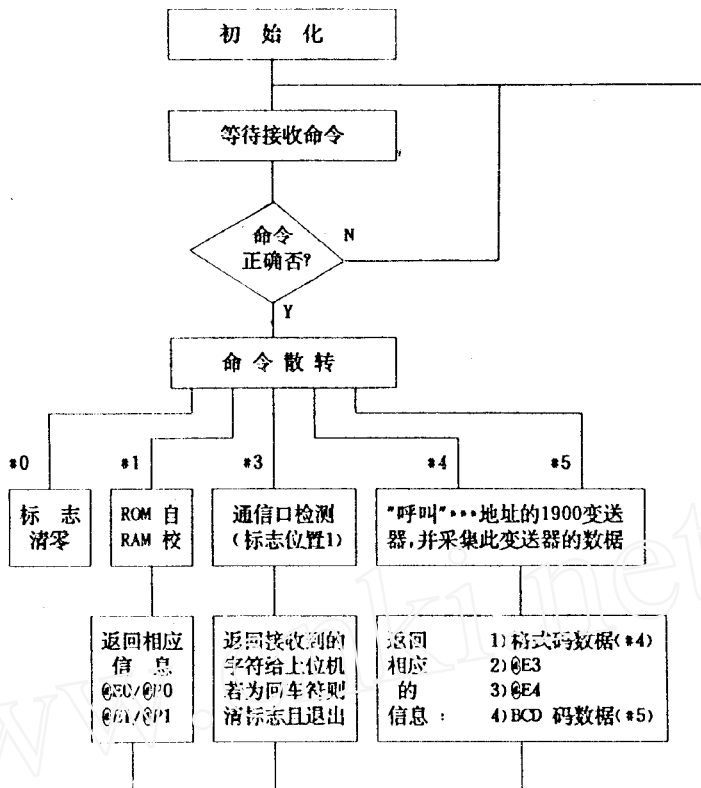 初 始 化
等待接收命令
命令
正确否?
N
Y
命 令 散 转
*0
*1
*3
*4
*5
标 志
清零
ROM 自
RAM 校
通信口检测
(标志位置1)
"呼叫"***地址的1900变送
器,并采集此变送器的数据
返回相应
信 息
@E0/@P0
@E1/@P1
返回接收到的
字符给上位机
若为回车符则
清标志且退出
返回 1)格式码数据(*4)
相应 2)@E3
的 3)@E4
信息: 4)BCD 码数据(*5)
www.cnki.net